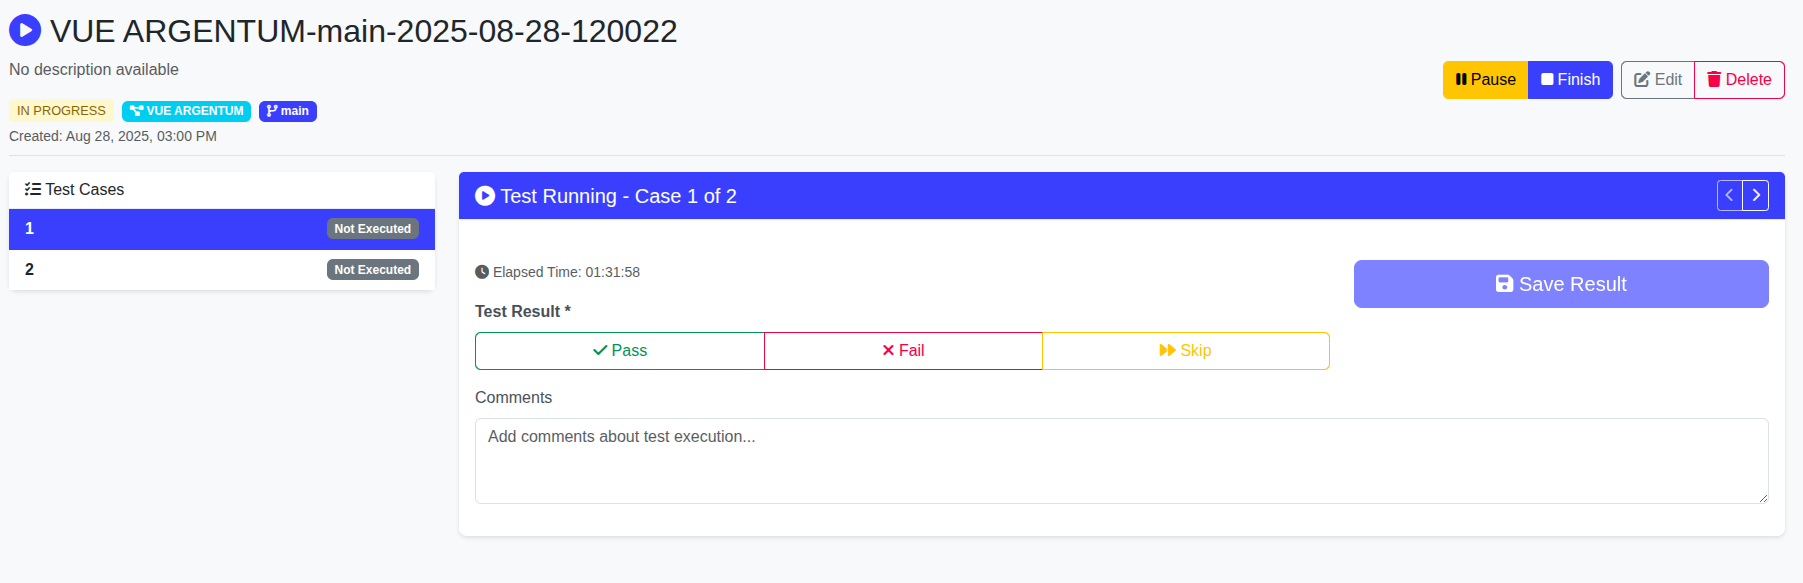 VUE ARGENTUM-main-2025-08-28-120022
No description available
Pause
Finish
Edit
Delete
IN PROGRESS
VUE ARGENTUM
main
Created: Aug 28, 2025, 03:00 PM
Test Cases
1 Not Executed
2 Not Executed
Test Running - Case 1 of 2
Elapsed Time: 01:31:58
Save Result
Test Result *
Pass
Fail
Skip
Comments
Add comments about test execution...